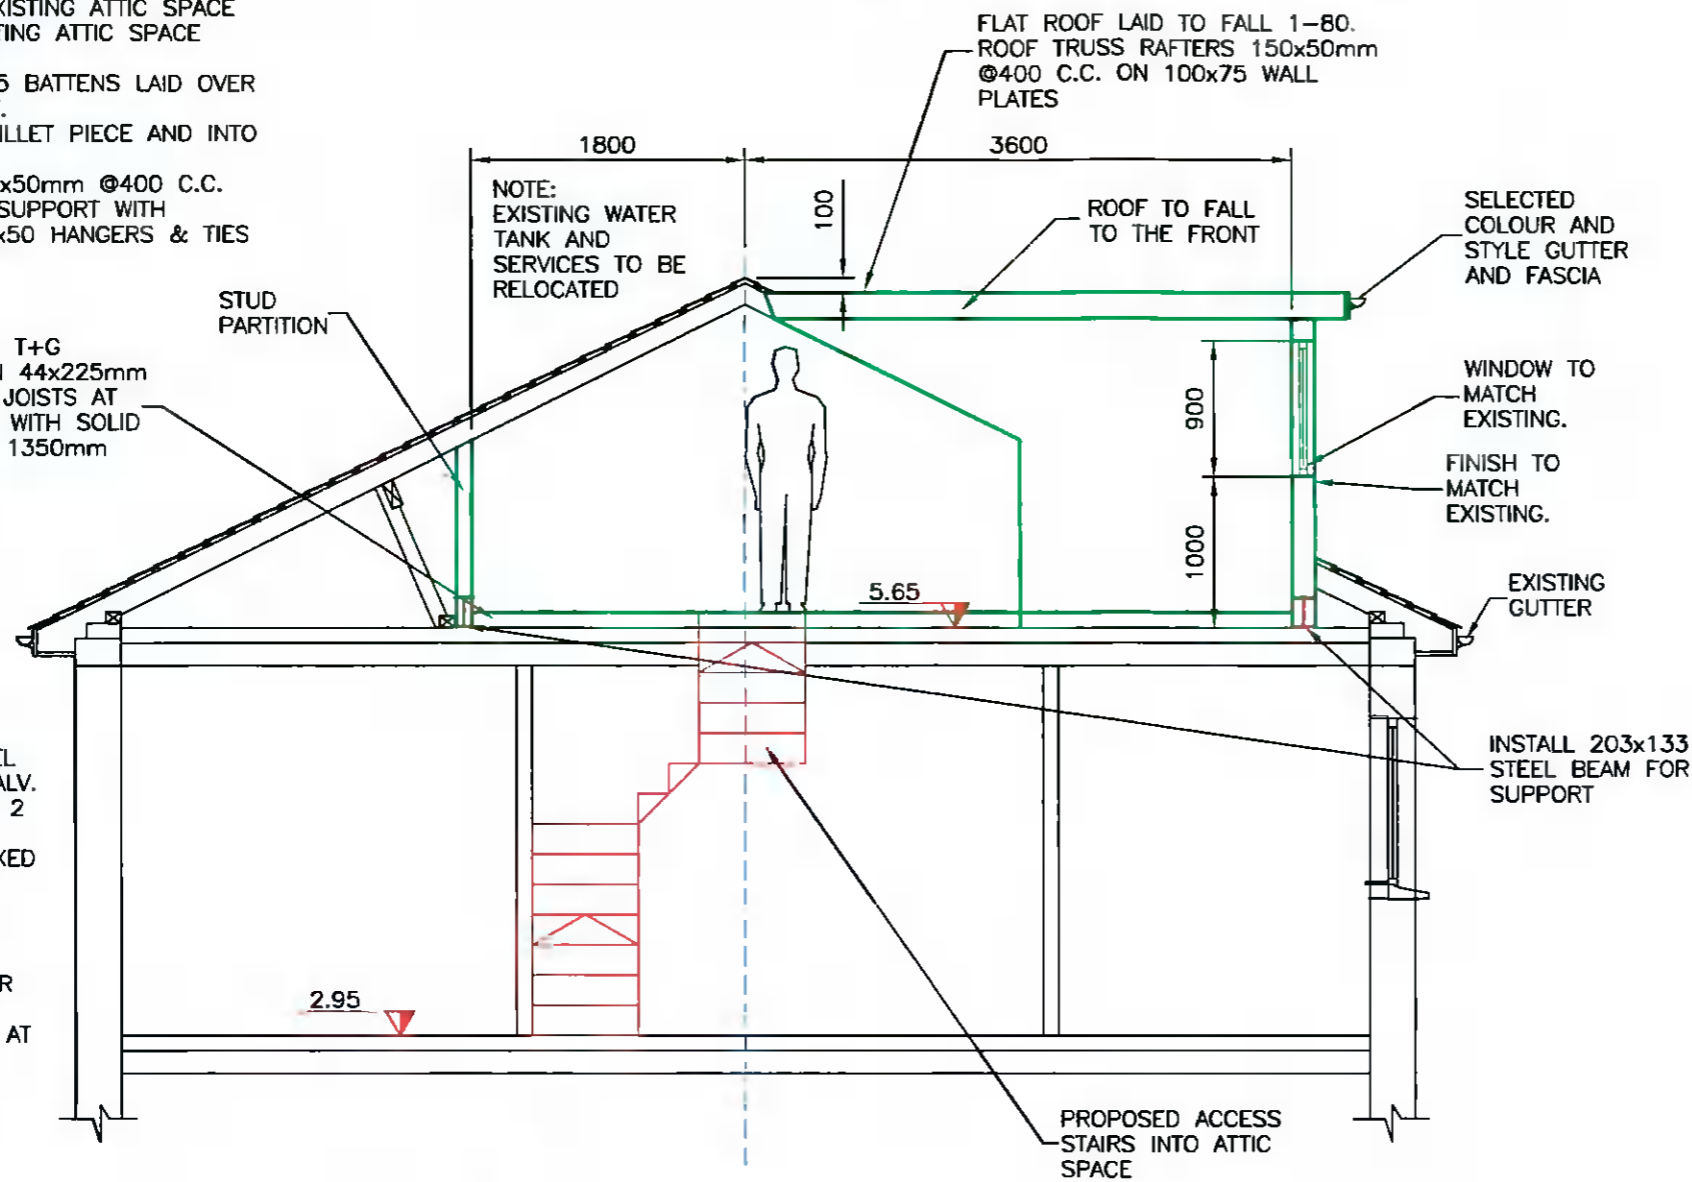 XISTING ATTIC SPACE
TING ATTIC SPACE
5 BATTENS LAID OVER
ILLET PIECE AND INTO
x50mm @400 C.C.
SUPPORT WITH
x50 HANGERS & TIES
FLAT ROOF LAID TO FALL 1-80.
ROOF TRUSS RAFTERS 150x50mm
@400 C.C. ON 100x75 WALL
PLATES
1800
3600
NOTE:
EXISTING WATER
TANK AND
SERVICES TO BE
RELOCATED
100
ROOF TO FALL
TO THE FRONT
SELECTED
COLOUR AND
STYLE GUTTER
AND FASCIA
STUD
PARTITION
T+G
44x225mm
JOISTS AT
WITH SOLID
1350mm
900
WINDOW TO
MATCH
EXISTING.
FINISH TO
MATCH
EXISTING.
1000
5.65
EXISTING
GUTTER
INSTALL 203x133
STEEL BEAM FOR
SUPPORT
EL
ALV.
2
XED
R
AT
2.95
PROPOSED ACCESS
STAIRS INTO ATTIC
SPACE